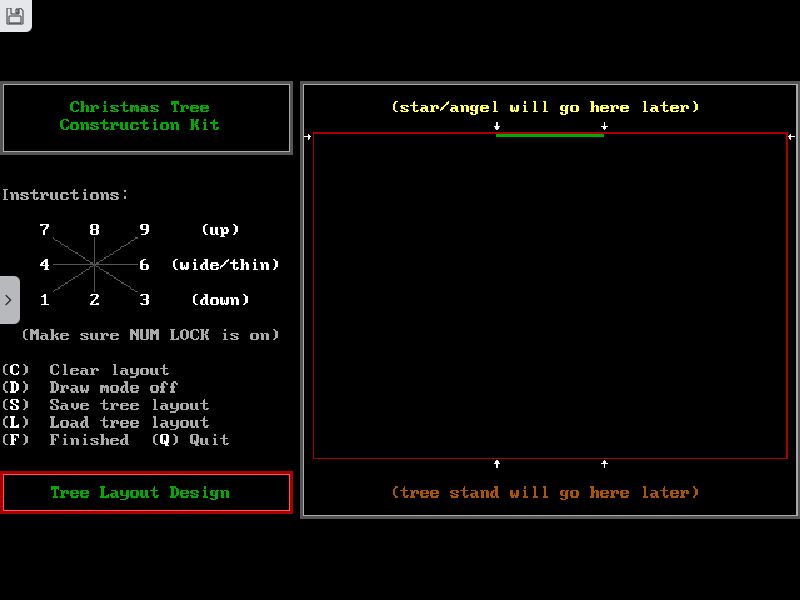 Christmas Tree
Construction Kit
Instructions:
7 8 9 (up)
4 6 (wide/thin)
1 2 3 (down)
(Make sure NUM LOCK is on)
(C) Clear layout
(D) Draw mode off
(S) Save tree layout
(L) Load tree layout
(F) Finished (Q) Quit
Tree Layout Design
(star/angel will go here later)
(tree stand will go here later)